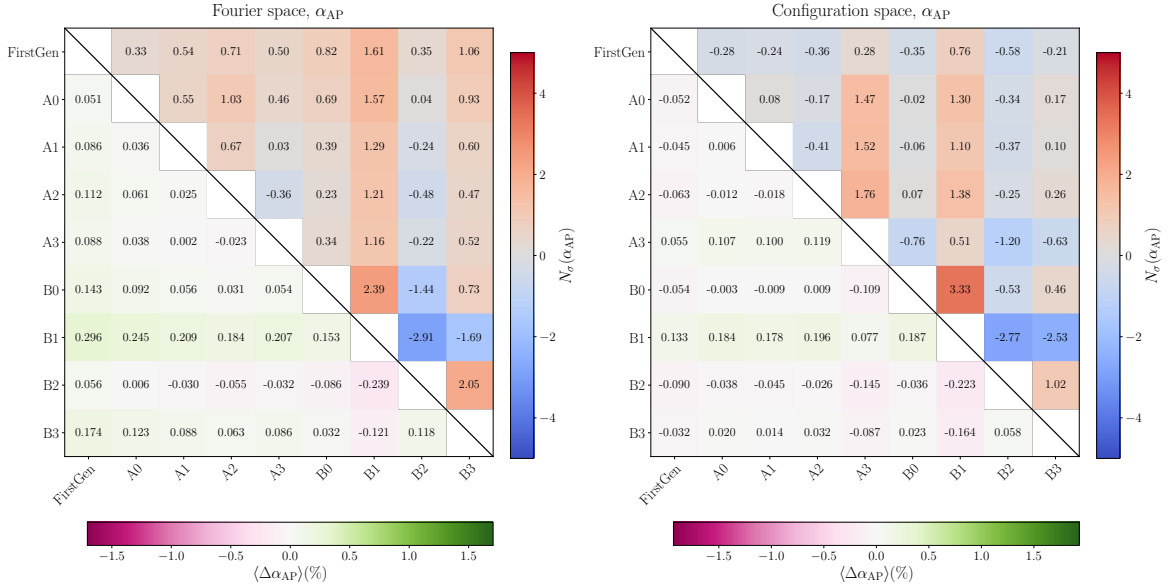 Fourier space, α_AP
FirstGen 0.33 0.54 0.71 0.50 0.82 1.61 0.35 1.06
A0 0.051 0.55 1.03 0.46 0.69 1.57 0.04 0.93
A1 0.086 0.036 0.67 0.03 0.39 1.29 -0.24 0.60
A2 0.112 0.061 0.025 -0.36 0.23 1.21 -0.48 0.47
A3 0.088 0.038 0.002 -0.023 0.34 1.16 -0.22 0.52
B0 0.143 0.092 0.056 0.031 0.054 2.39 -1.44 0.73
B1 0.296 0.245 0.209 0.184 0.207 0.153 -2.91 -1.69
B2 0.056 0.006 -0.030 -0.055 -0.032 -0.086 -0.239 2.05
B3 0.174 0.123 0.088 0.063 0.086 0.032 -0.121 0.118
FirstGen A0 A1 A2 A3 B0 B1 B2 B3
4
2
0
−2
−4
N_σ(α_AP)
−1.5 −1.0 −0.5 0.0 0.5 1.0 1.5
⟨Δα_AP⟩(%)
Configuration space, α_AP
FirstGen -0.28 -0.24 -0.36 0.28 -0.35 0.76 -0.58 -0.21
A0 -0.052 0.08 -0.17 1.47 -0.02 1.30 -0.34 0.17
A1 -0.045 0.006 -0.41 1.52 -0.06 1.10 -0.37 0.10
A2 -0.063 -0.012 -0.018 1.76 0.07 1.38 -0.25 0.26
A3 0.055 0.107 0.100 0.119 -0.76 0.51 -1.20 -0.63
B0 -0.054 -0.003 -0.009 0.009 -0.109 3.33 -0.53 0.46
B1 0.133 0.184 0.178 0.196 0.077 0.187 -2.77 -2.53
B2 -0.090 -0.038 -0.045 -0.026 -0.145 -0.036 -0.223 1.02
B3 -0.032 0.020 0.014 0.032 -0.087 0.023 -0.164 0.058
FirstGen A0 A1 A2 A3 B0 B1 B2 B3
4
2
0
−2
−4
N_σ(α_AP)
−1.5 −1.0 −0.5 0.0 0.5 1.0 1.5
⟨Δα_AP⟩(%)